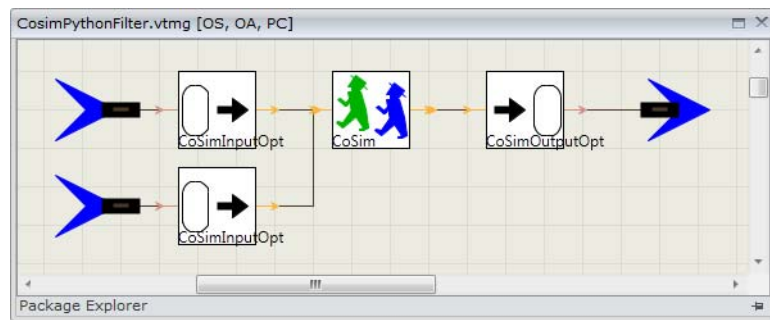 CosimPythonFilter.vtmg [OS, OA, PC]
CoSimInputOpt
CoSim
CoSimOutputOpt
CoSimInputOpt
Package Explorer